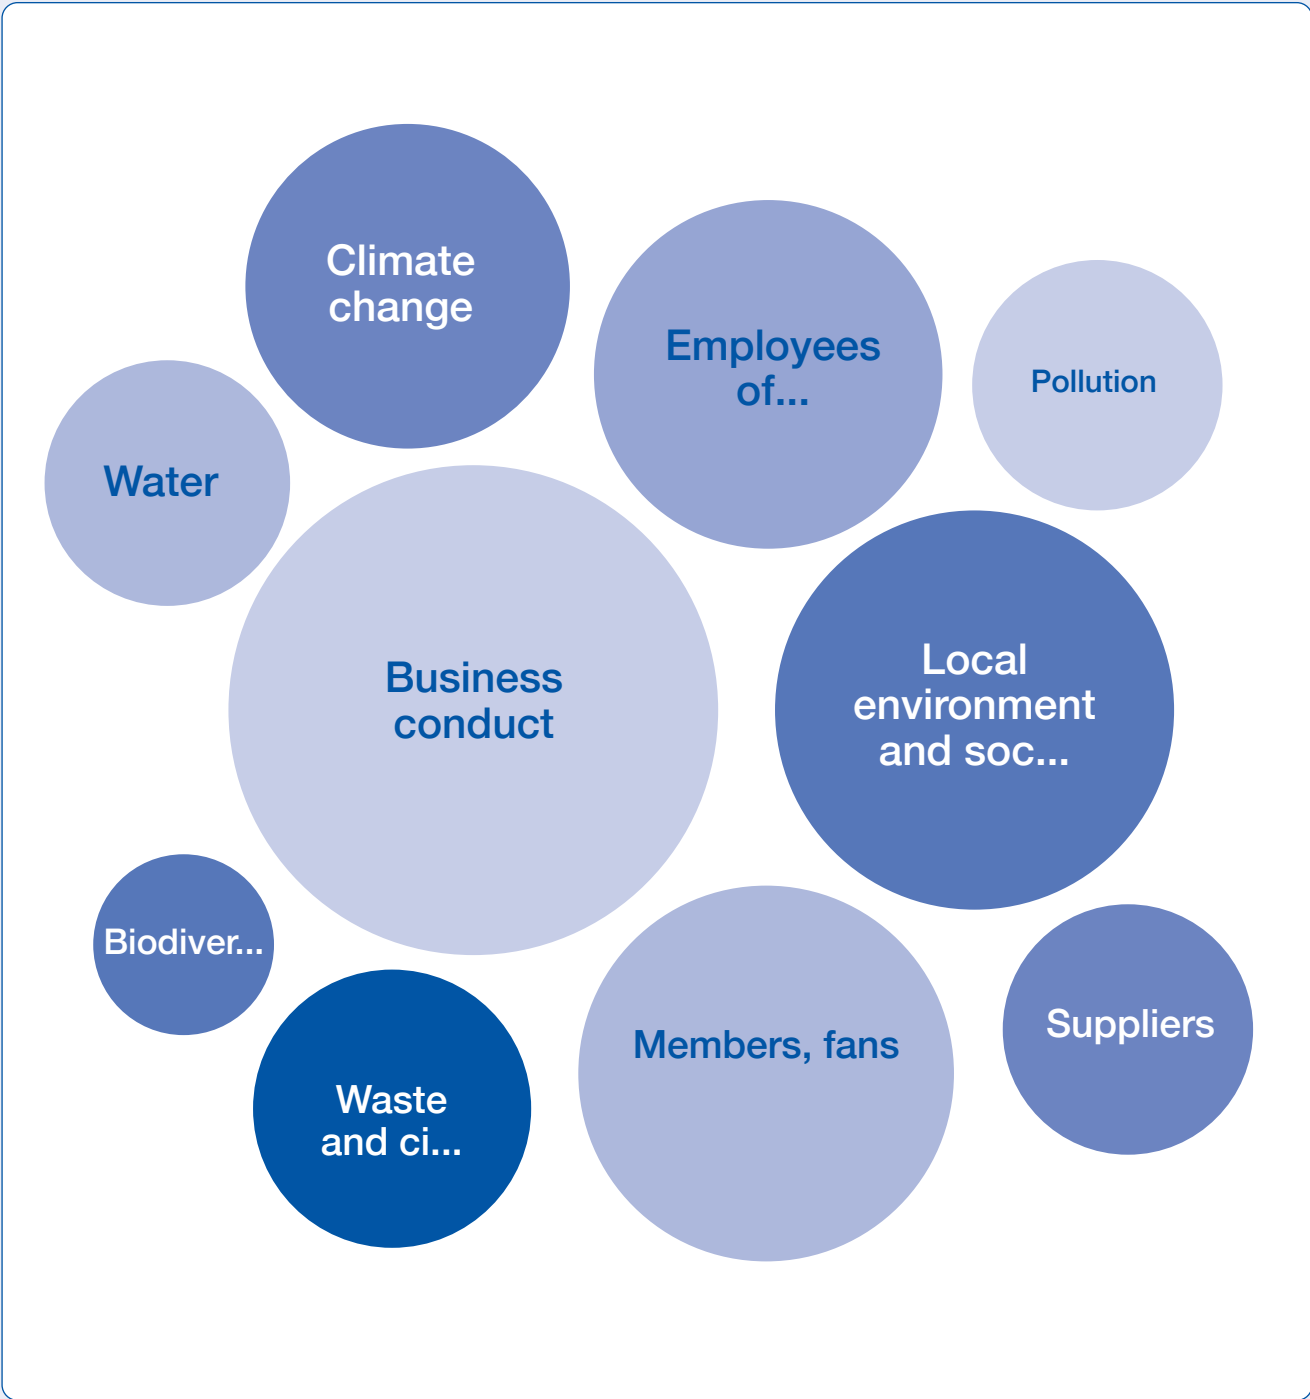 Climate
change
Employees
of...
Pollution
Water
Business
conduct
Local
environment
and soc...
Biodiver...
Members, fans
Suppliers
Waste
and ci...